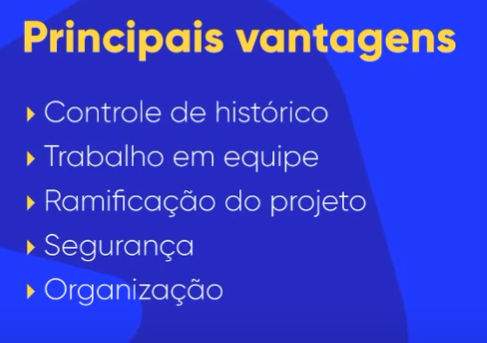 Principais vantagens
Controle de histórico
Trabalho em equipe
Ramificação do projeto
Segurança
Organização